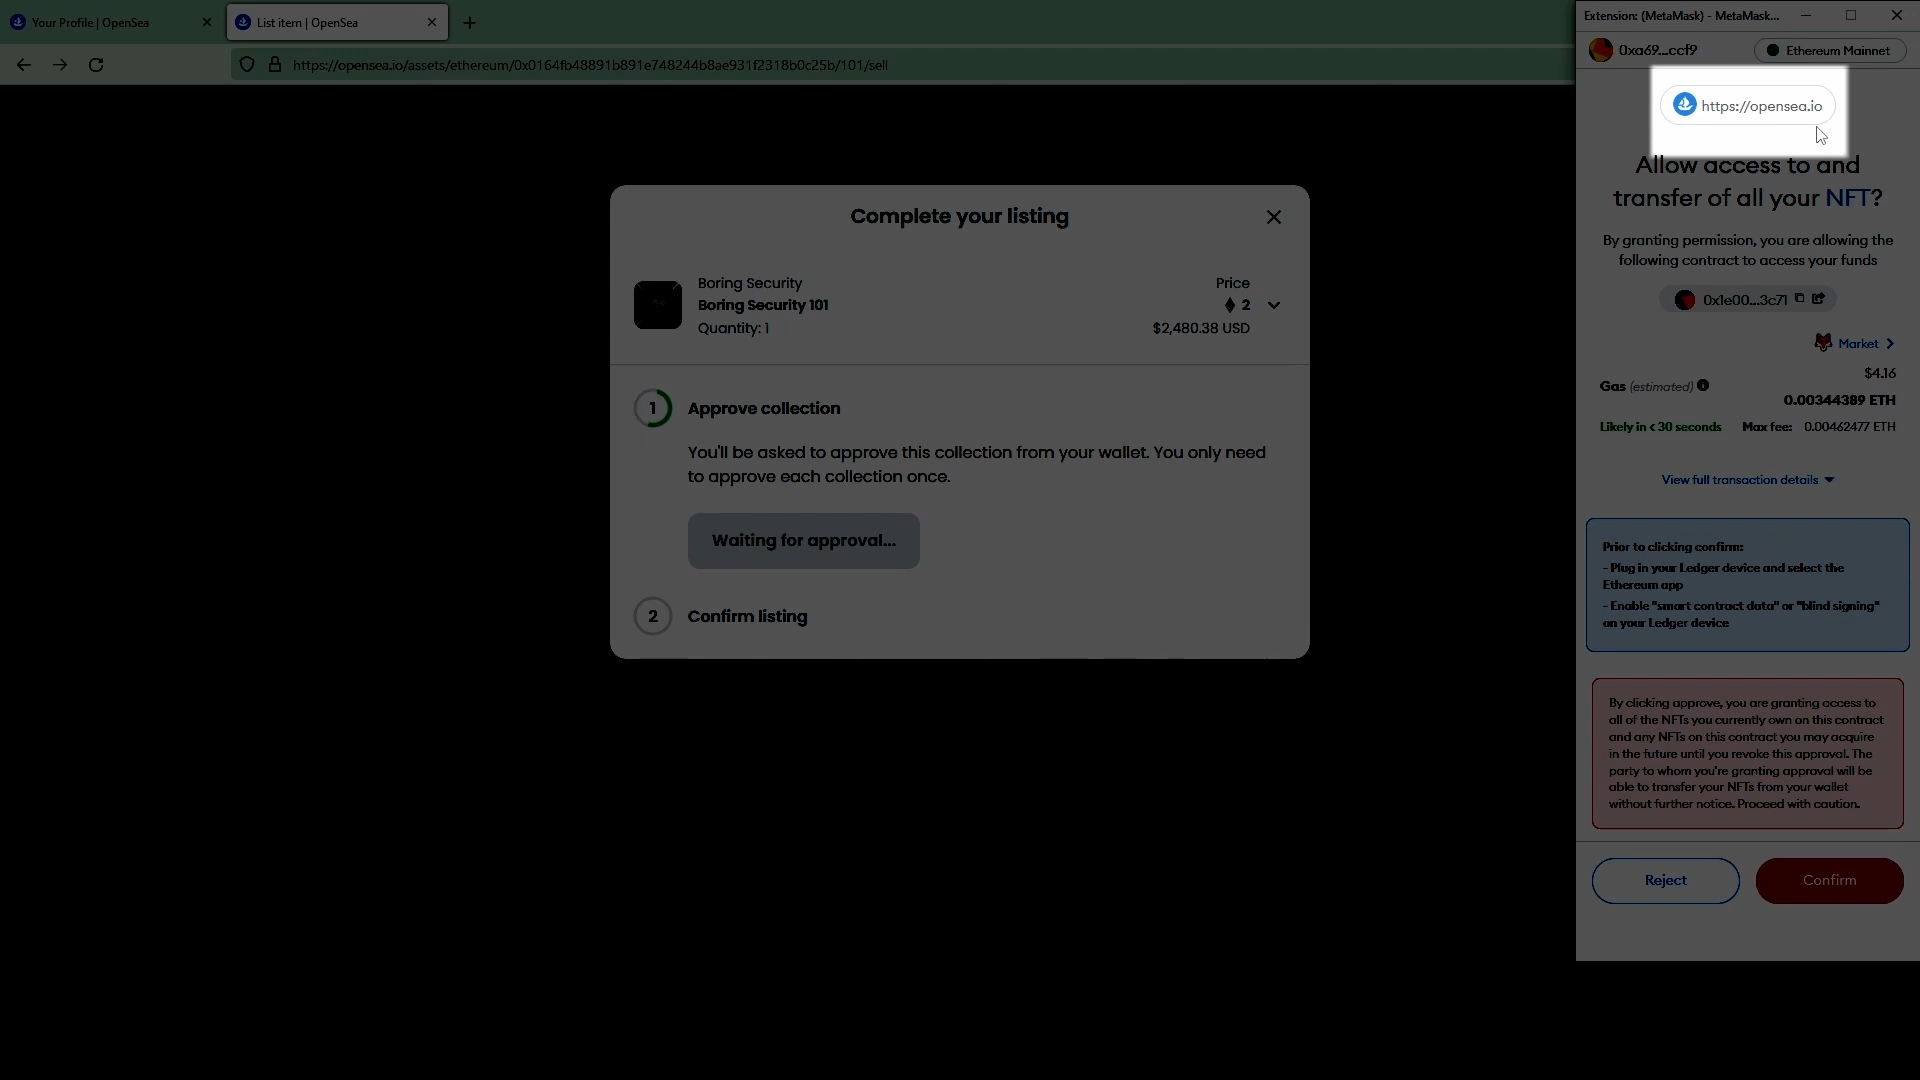 Your Profile | OpenSea
List item | OpenSea
https://opensea.io/assets/ethereum/0x0164fb48891b891e748244b8ae931f2318b0c25b/101/sell
Complete your listing
Boring Security
Boring Security 101
Quantity: 1
Price
2
$2,480.38 USD
1
Approve collection
You'll be asked to approve this collection from your wallet. You only need
to approve each collection once.
Waiting for approval...
2
Confirm listing
Extension: (MetaMask) - MetaMask...
0xa69...ccf9
Ethereum Mainnet
https://opensea.io
Allow access to and
transfer of all your NFT?
By granting permission, you are allowing the
following contract to access your funds
0x1e00...3c71
Market
$4.16
Gas (estimated)
0.00344389 ETH
Likely in < 30 seconds
Max fee: 0.00462477 ETH
View full transaction details
Prior to clicking confirm:
- Plug in your Ledger device and select the
Ethereum app
- Enable "smart contract data" or "blind signing"
on your Ledger device
By clicking approve, you are granting access to
all of the NFTs you currently own on this contract
and any NFTs on this contract you may acquire
in the future until you revoke this approval. The
party to whom you're granting approval will be
able to transfer your NFTs from your wallet
without further notice. Proceed with caution.
Reject
Confirm